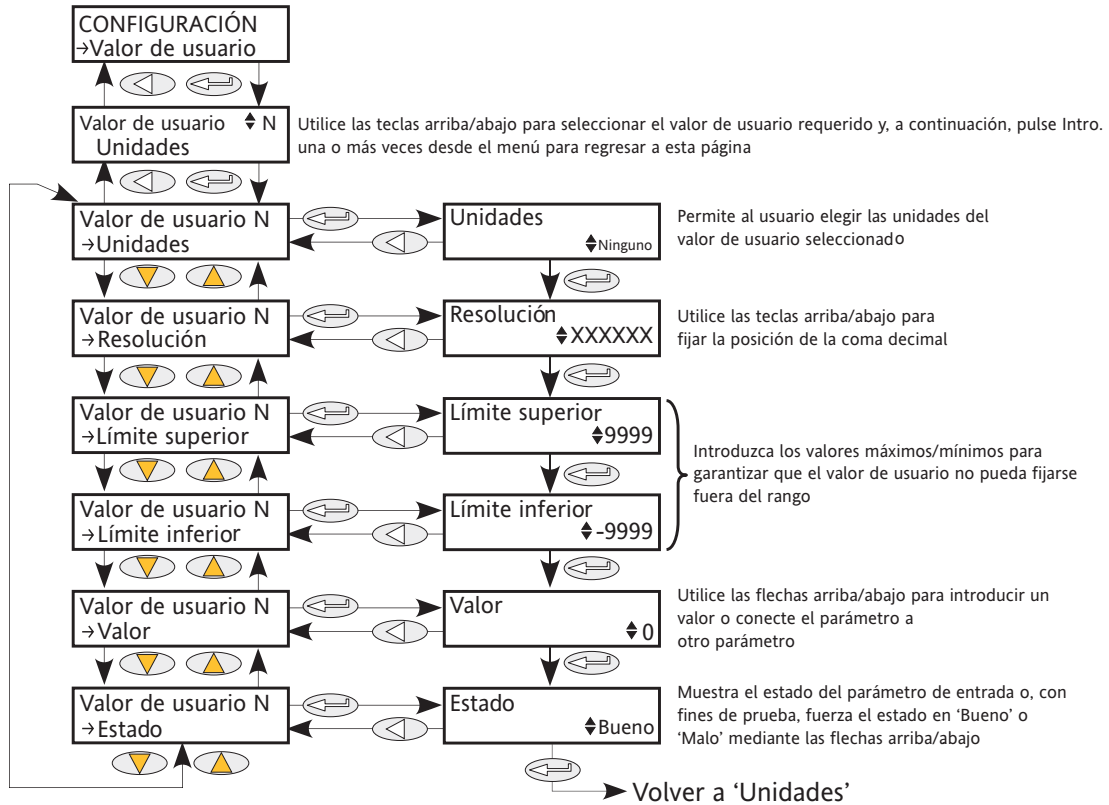 CONFIGURACIÓN
→Valor de usuario
Valor de usuario N
Unidades
Utilice las teclas arriba/abajo para seleccionar el valor de usuario requerido y, a continuación, pulse Intro.
una o más veces desde el menú para regresar a esta página
Valor de usuario N
→Unidades
Unidades
Ninguno
Permite al usuario elegir las unidades del
valor de usuario seleccionado
Valor de usuario N
→Resolución
Resolución
XXXXXX
Utilice las teclas arriba/abajo para
fijar la posición de la coma decimal
Valor de usuario N
→Límite superior
Límite superior
9999
Introduzca los valores máximos/mínimos para
garantizar que el valor de usuario no pueda fijarse
fuera del rango
Valor de usuario N
→Límite inferior
Límite inferior
-9999
Valor de usuario N
→Valor
Valor
0
Utilice las flechas arriba/abajo para introducir un
valor o conecte el parámetro a
otro parámetro
Valor de usuario N
→Estado
Estado
Bueno
Muestra el estado del parámetro de entrada o, con
fines de prueba, fuerza el estado en ‘Bueno’ o
‘Malo’ mediante las flechas arriba/abajo
Volver a ‘Unidades’